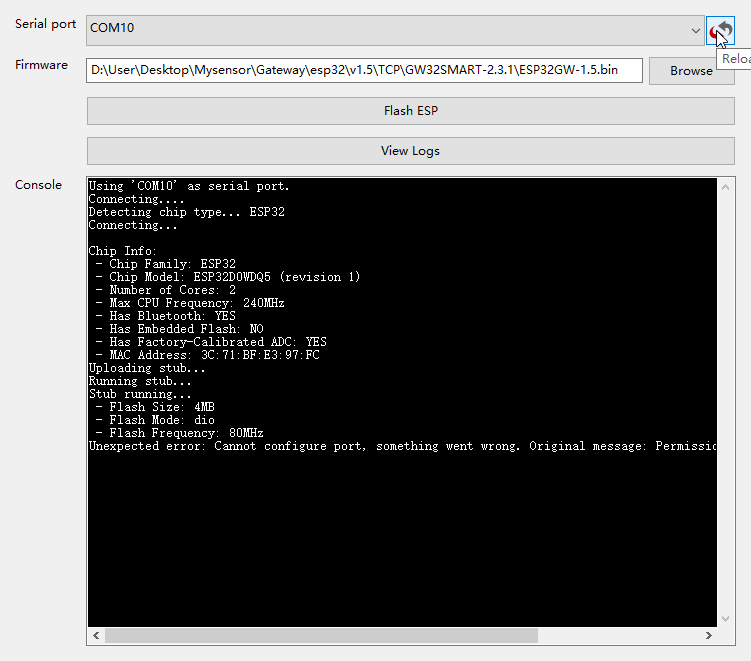 Serial port
COM10
Reloa
Firmware
D:\User\Desktop\Mysensor\Gateway\esp32\v1.5\TCP\GW32SMART-2.3.1\ESP32GW-1.5.bin
Browse
Flash ESP
View Logs
Console
Using 'COM10' as serial port.
Connecting....
Detecting chip type... ESP32
Connecting...
Chip Info:
- Chip Family: ESP32
- Chip Model: ESP32D0WDQ5 (revision 1)
- Number of Cores: 2
- Max CPU Frequency: 240MHz
- Has Bluetooth: YES
- Has Embedded Flash: NO
- Has Factory-Calibrated ADC: YES
- MAC Address: 3C:71:BF:E3:97:FC
Uploading stub...
Running stub...
Stub running...
- Flash Size: 4MB
- Flash Mode: dio
- Flash Frequency: 80MHz
Unexpected error: Cannot configure port, something went wrong. Original message: Permissio